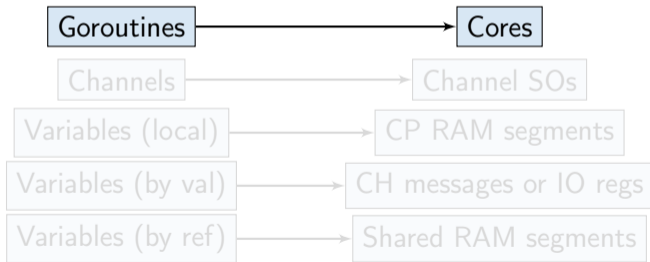 Goroutines Cores
Channels Channel SOs
Variables (local) CP RAM segments
Variables (by val) CH messages or IO regs
Variables (by ref) Shared RAM segments